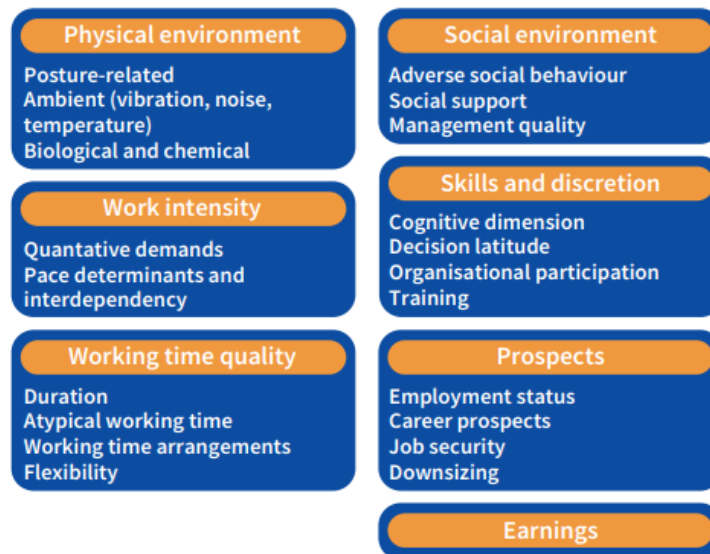 Physical environment
Posture-related
Ambient (vibration, noise,
temperature)
Biological and chemical
Work intensity
Quantative demands
Pace determinants and
interdependency
Working time quality
Duration
Atypical working time
Working time arrangements
Flexibility
Social environment
Adverse social behaviour
Social support
Management quality
Skills and discretion
Cognitive dimension
Decision latitude
Organisational participation
Training
Prospects
Employment status
Career prospects
Job security
Downsizing
Earnings